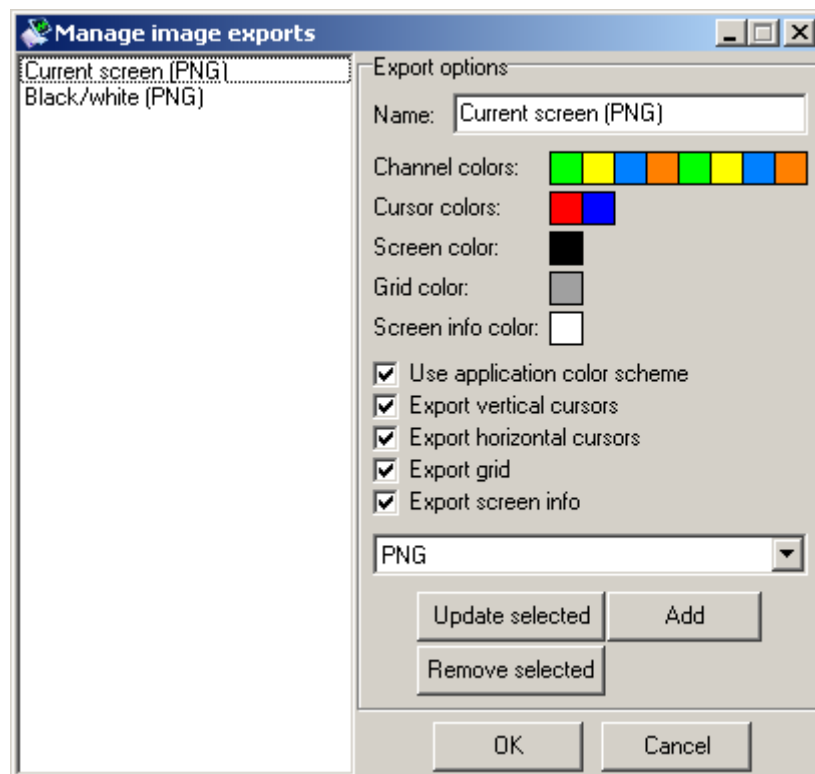 Manage image exports
Current screen (PNG)
Black/white (PNG)
Export options
Name: Current screen (PNG)
Channel colors:
Cursor colors:
Screen color:
Grid color:
Screen info color:
Use application color scheme
Export vertical cursors
Export horizontal cursors
Export grid
Export screen info
PNG
Update selected Add
Remove selected
OK Cancel